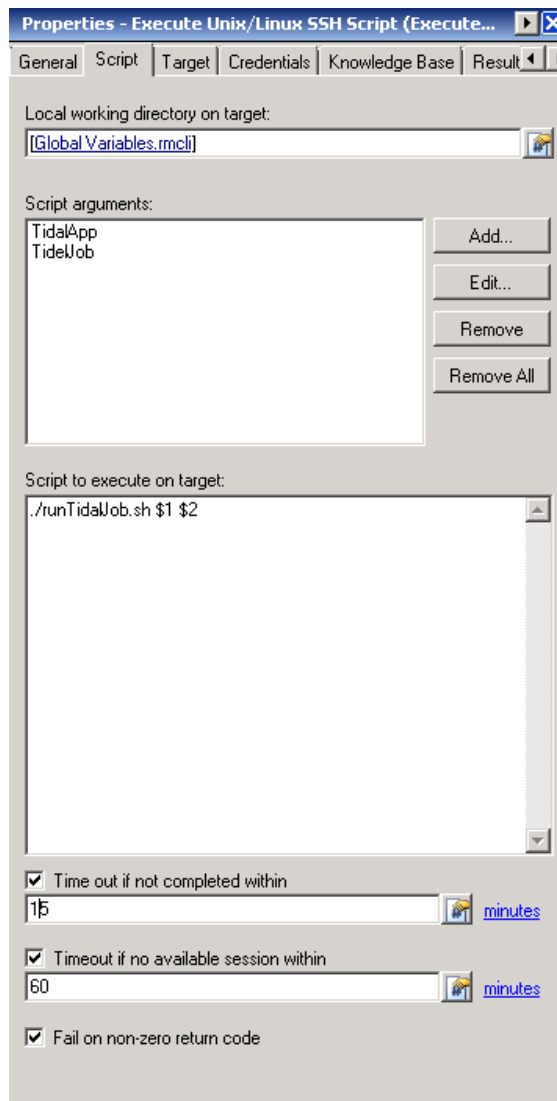 Properties - Execute Unix/Linux SSH Script (Execute...
General Script Target Credentials Knowledge Base Result
Local working directory on target:
[Global Variables.rmcli]
Script arguments:
TidalApp
TidelJob
Add...
Edit...
Remove
Remove All
Script to execute on target:
./runTidalJob.sh $1 $2
Time out if not completed within
15
minutes
Timeout if no available session within
60
minutes
Fail on non-zero return code